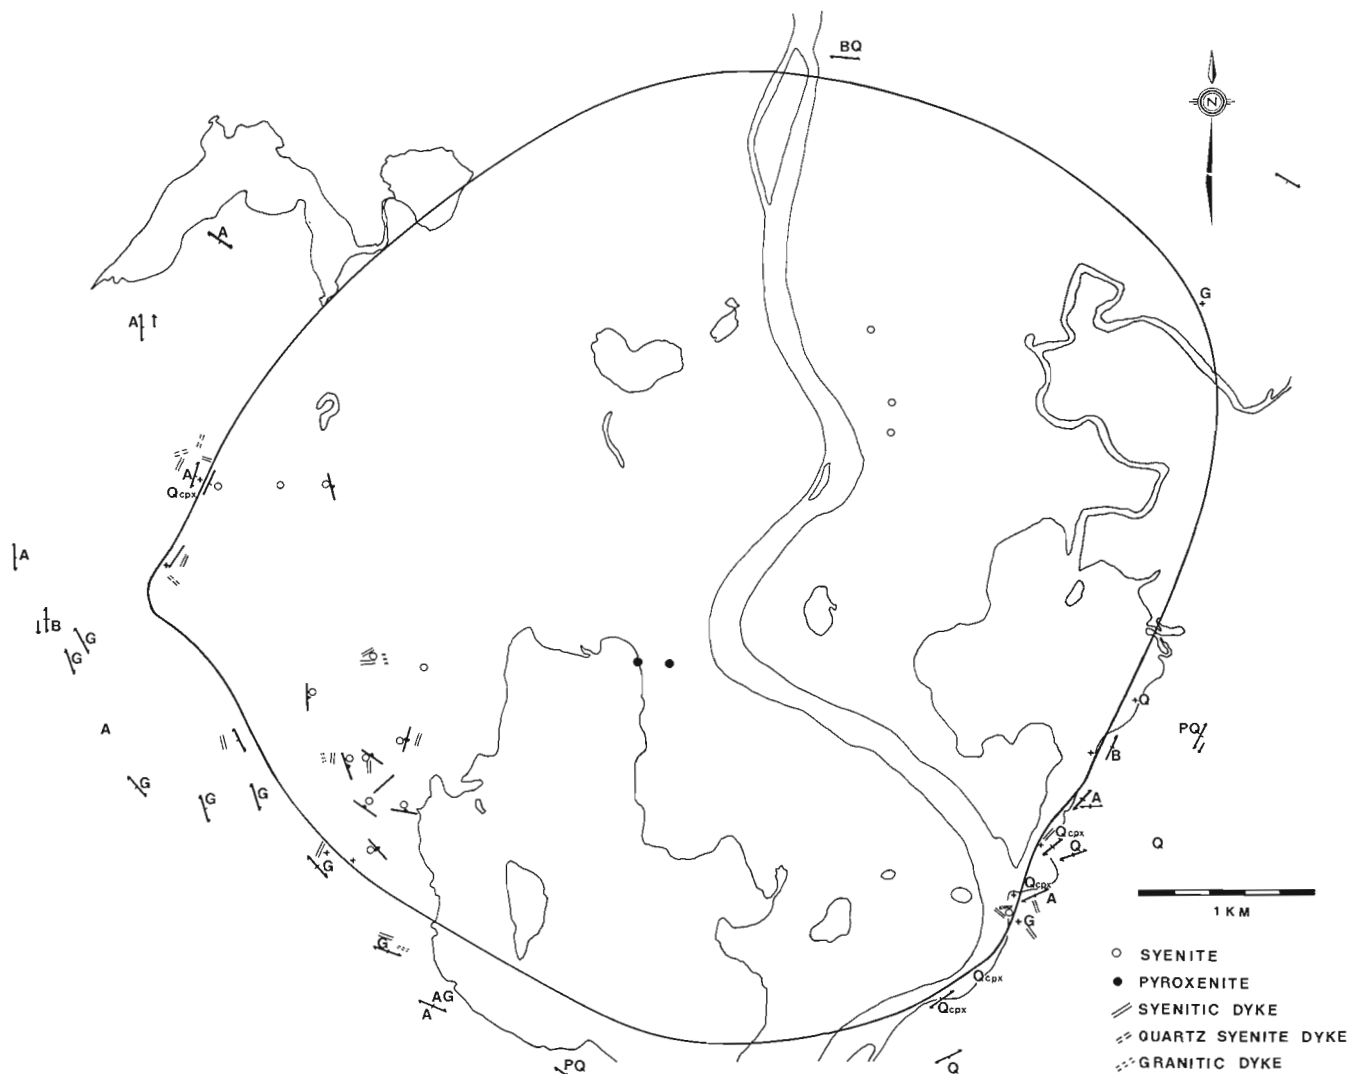 BQ
N
A
A
G
A
Qcpx
A
B
G
G
Q
A
PQ
B
G
G
G
A
Qcpx
Q
Q
G
Qcpx
A
G
1 KM
G
SYENITE
Qcpx
PYROXENITE
AG
A
Qcpx
SYENITIC DYKE
QUARTZ SYENITE DYKE
PQ
Q
GRANITIC DYKE